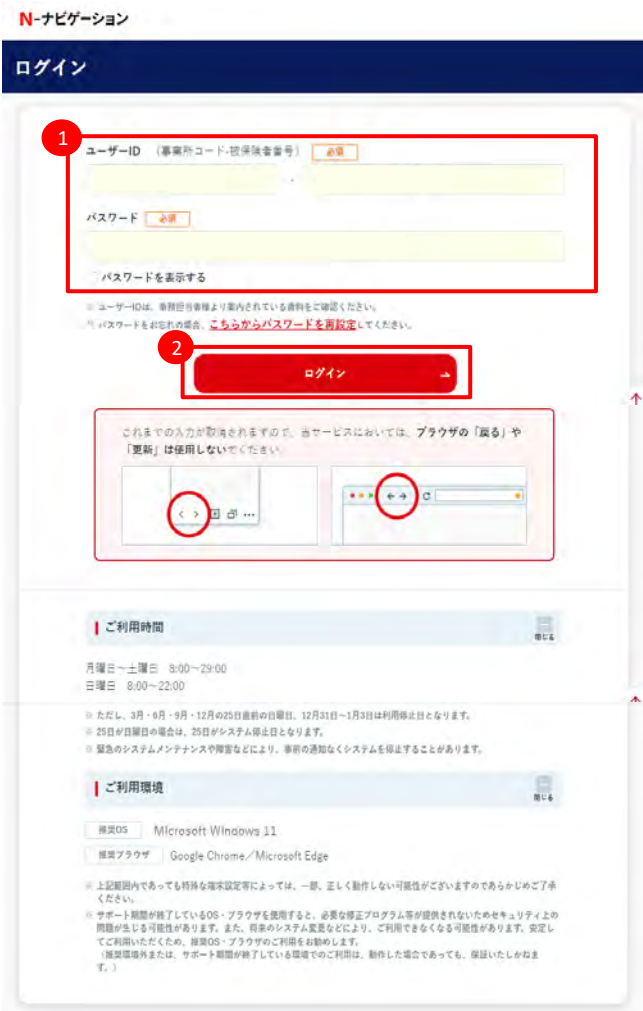 N-ナビゲーション
ログイン
1
ユーザーID （事業所コード-被保険者番号） 必須
-
パスワード 必須
パスワードを表示する
※ ユーザーIDは、事務担当者様より案内されている資料をご確認ください。
※ パスワードをお忘れの場合、こちらからパスワードを再設定してください。
2
ログイン
これまでの入力が取消されますので、当サービスにおいては、ブラウザの「戻る」や
「更新」は使用しないでください。
ご利用時間
閉じる
月曜日～土曜日 8:00～29:00
日曜日 8:00～22:00
※ ただし、3月・6月・9月・12月の25日直前の日曜日、12月31日～1月3日は利用停止日となります。
※ 25日が日曜日の場合は、25日がシステム停止日となります。
※ 緊急のシステムメンテナンスや障害などにより、事前の通知なくシステムを停止することがあります。
ご利用環境
閉じる
推奨OS Microsoft Windows 11
推奨ブラウザ Google Chrome／Microsoft Edge
※ 上記範囲内であっても特殊な端末設定等によっては、一部、正しく動作しない可能性がございますのであらかじめご了承
ください。
※ サポート期間が終了しているOS・ブラウザを使用すると、必要な修正プログラム等が提供されないためセキュリティ上の
問題が生じる可能性があります。また、将来のシステム変更などにより、ご利用できなくなる可能性があります。安定し
てご利用いただくため、推奨OS・ブラウザのご利用をお勧めします。
（推奨環境外または、サポート期間が終了している環境でのご利用は、動作した場合であっても、保証いたしかねま
す。）